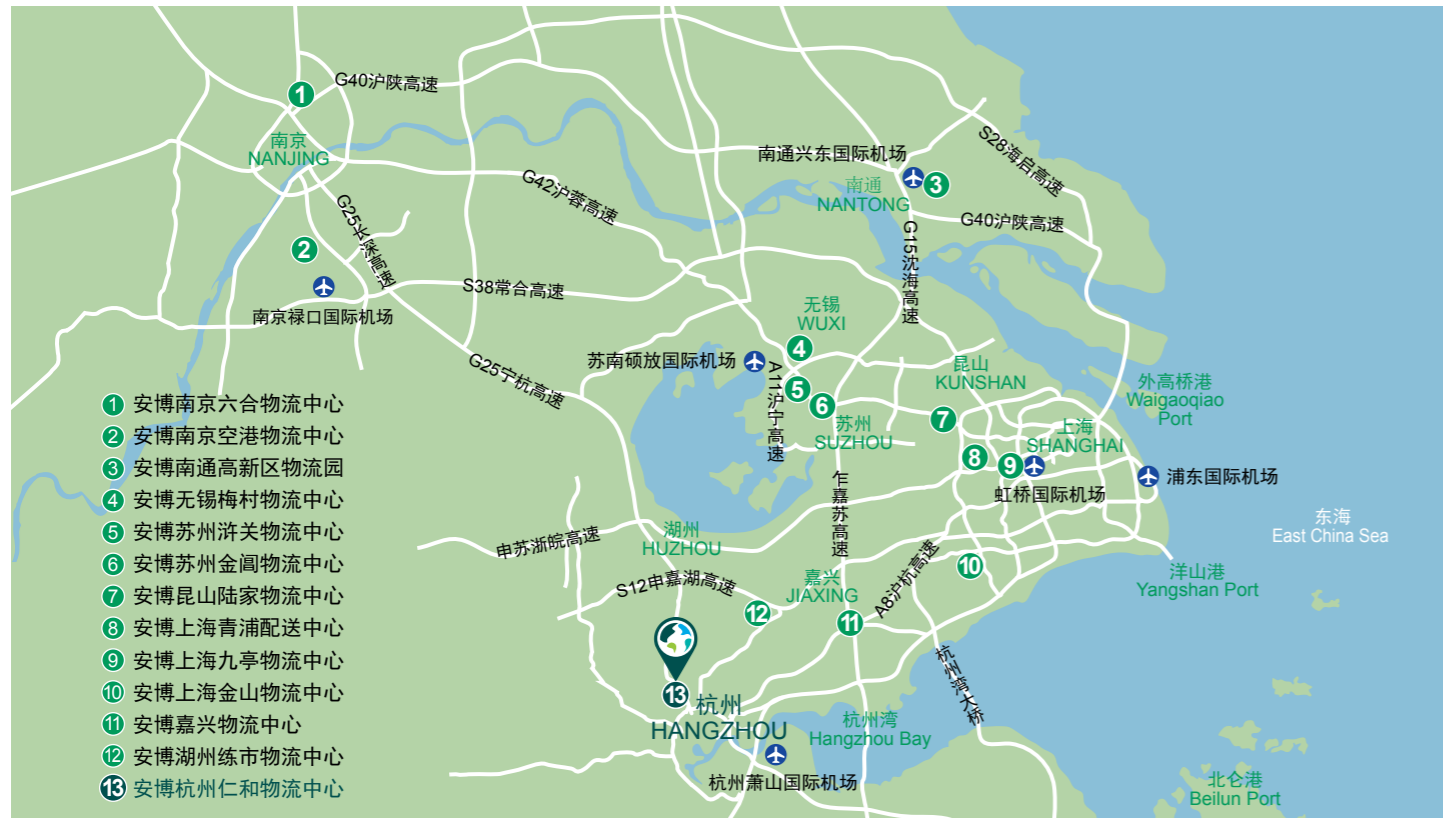 1
G40沪陕高速
南京
NANJING
南通兴东国际机场
S28海启高速
3
南通
NANTONG
G42沪蓉高速
G25长深高速
G40沪陕高速
G15沈海高速
2
S38常合高速
南京禄口国际机场
无锡
WUXI
4
苏南硕放国际机场
A11沪宁高速
G25宁杭高速
昆山
KUNSHAN
外高桥港
Waigaoqiao
Port
5
6
7
苏州
SUZHOU
上海
SHANGHAI
8
9
虹桥国际机场
浦东国际机场
乍嘉苏高速
东海
East China Sea
湖州
HUZHOU
申苏浙皖高速
S12申嘉湖高速
嘉兴
JIAXING
A8沪杭高速
10
洋山港
Yangshan Port
12
11
杭州湾大桥
13
杭州
HANGZHOU
杭州湾
Hangzhou Bay
杭州萧山国际机场
北仑港
Beilun Port
1 安博南京六合物流中心
2 安博南京空港物流中心
3 安博南通高新区物流园
4 安博无锡梅村物流中心
5 安博苏州浒关物流中心
6 安博苏州金阊物流中心
7 安博昆山陆家物流中心
8 安博上海青浦配送中心
9 安博上海九亭物流中心
10 安博上海金山物流中心
11 安博嘉兴物流中心
12 安博湖州练市物流中心
13 安博杭州仁和物流中心